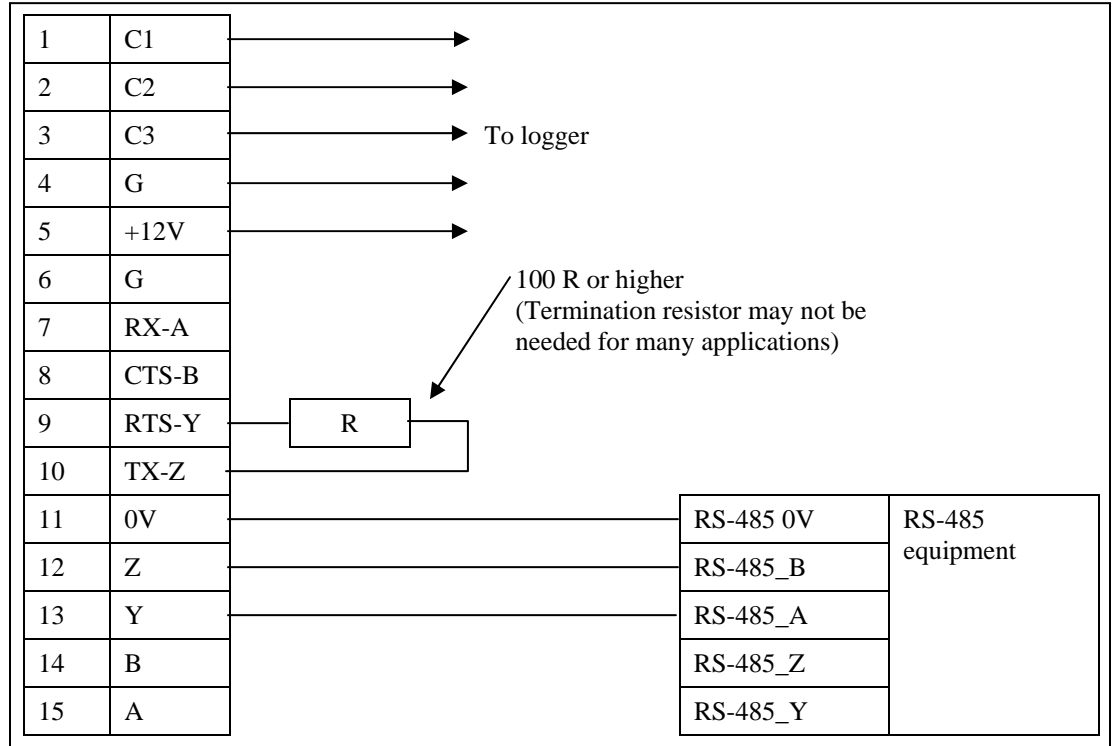 1 C1
2 C2
3 C3 To logger
4 G
5 +12V
6 G 100 R or higher
(Termination resistor may not be
7 RX-A needed for many applications)
8 CTS-B
9 RTS-Y R
10 TX-Z
11 0V RS-485 0V RS-485
equipment
12 Z RS-485_B
13 Y RS-485_A
14 B RS-485_Z
15 A RS-485_Y